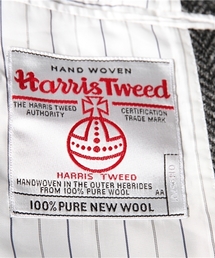 HAND WOVEN
Harris Tweed
THE HARRIS TWEED CERTIFICATION
AUTHORITY TRADE MARK
HARRIS TWEED
HANDWOVEN IN THE OUTER HEBRIDES
FROM 100% PURE WOOL AA
100% PURE NEW WOOL